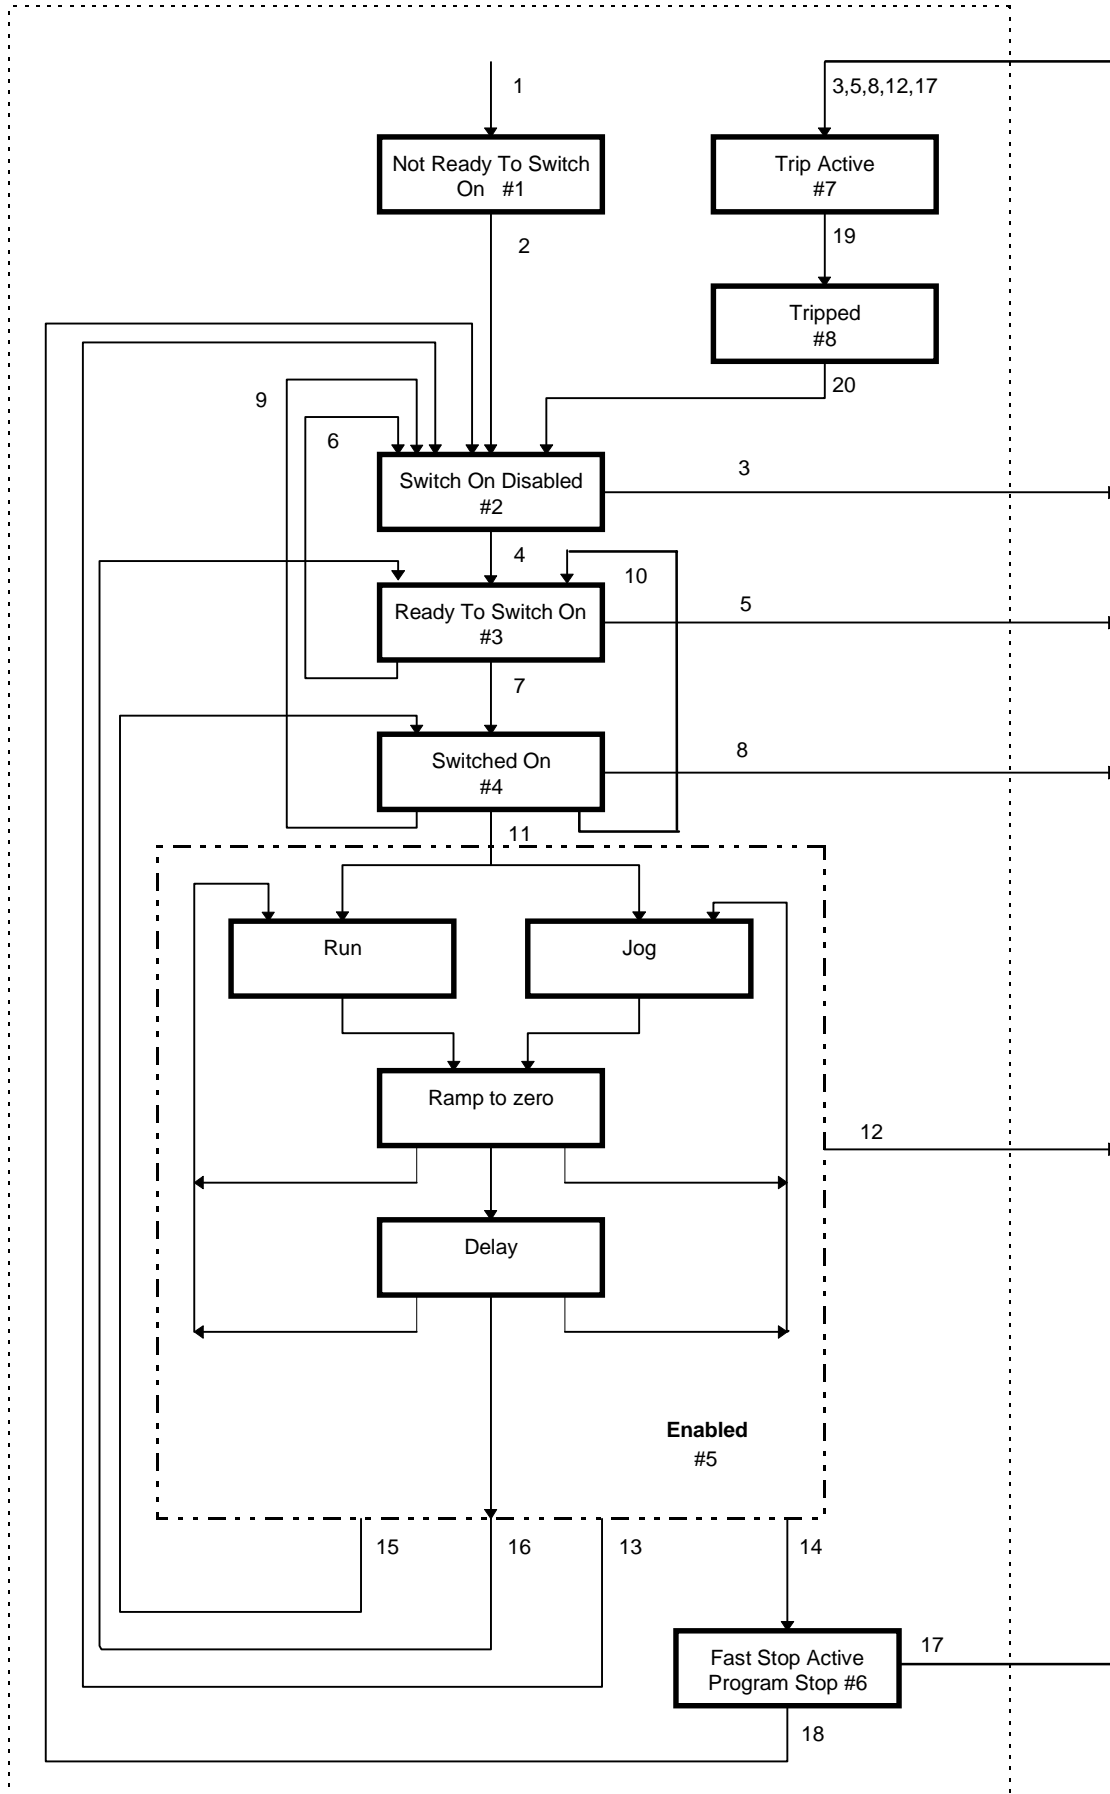 1
3,5,8,12,17
Not Ready To Switch
On #1
Trip Active
#7
2
19
Tripped
#8
20
9
6
Switch On Disabled
#2
3
4
10
Ready To Switch On
#3
5
7
Switched On
#4
8
11
Run
Jog
Ramp to zero
12
Delay
Enabled
#5
15
16
13
14
Fast Stop Active
Program Stop #6
17
18